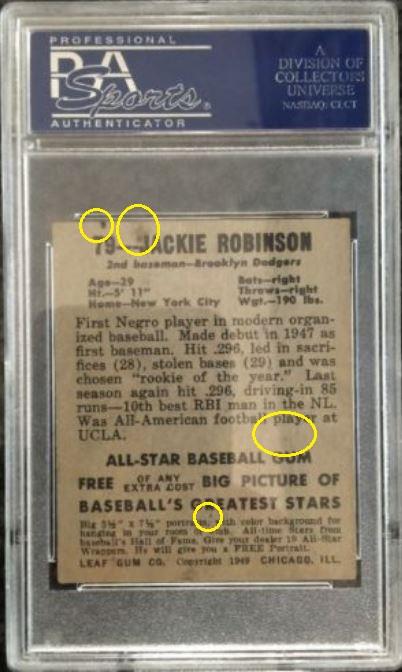 PROFESSIONAL
PSA
Sports
AUTHENTICATOR
A
DIVISION OF
COLLECTORS
UNIVERSE
NASDAQ: CLCT
79—JACKIE ROBINSON
2nd baseman—Brooklyn Dodgers
Age—29 Bats—right
Ht.—5' 11" Throws—right
Home—New York City Wgt.—190 lbs.
First Negro player in modern organ-
ized baseball. Made debut in 1947 as
first baseman. Hit .296, led in sacri-
fices (28), stolen bases (29) and was
chosen "rookie of the year." Last
season again hit .296, driving-in 85
runs—10th best RBI man in the NL.
Was All-American football player at
UCLA.
ALL-STAR BASEBALL GUM
FREE OF ANY EXTRA COST BIG PICTURE OF
BASEBALL'S GREATEST STARS
Big 5½" x 7½" portraits with color background for
hanging in your room or club. All-time Stars from
baseball's Hall of Fame. Give your dealer 10 All-Star
Wrappers. He will give you a FREE Portrait.
LEAF GUM CO. Copyright 1949 CHICAGO, ILL.